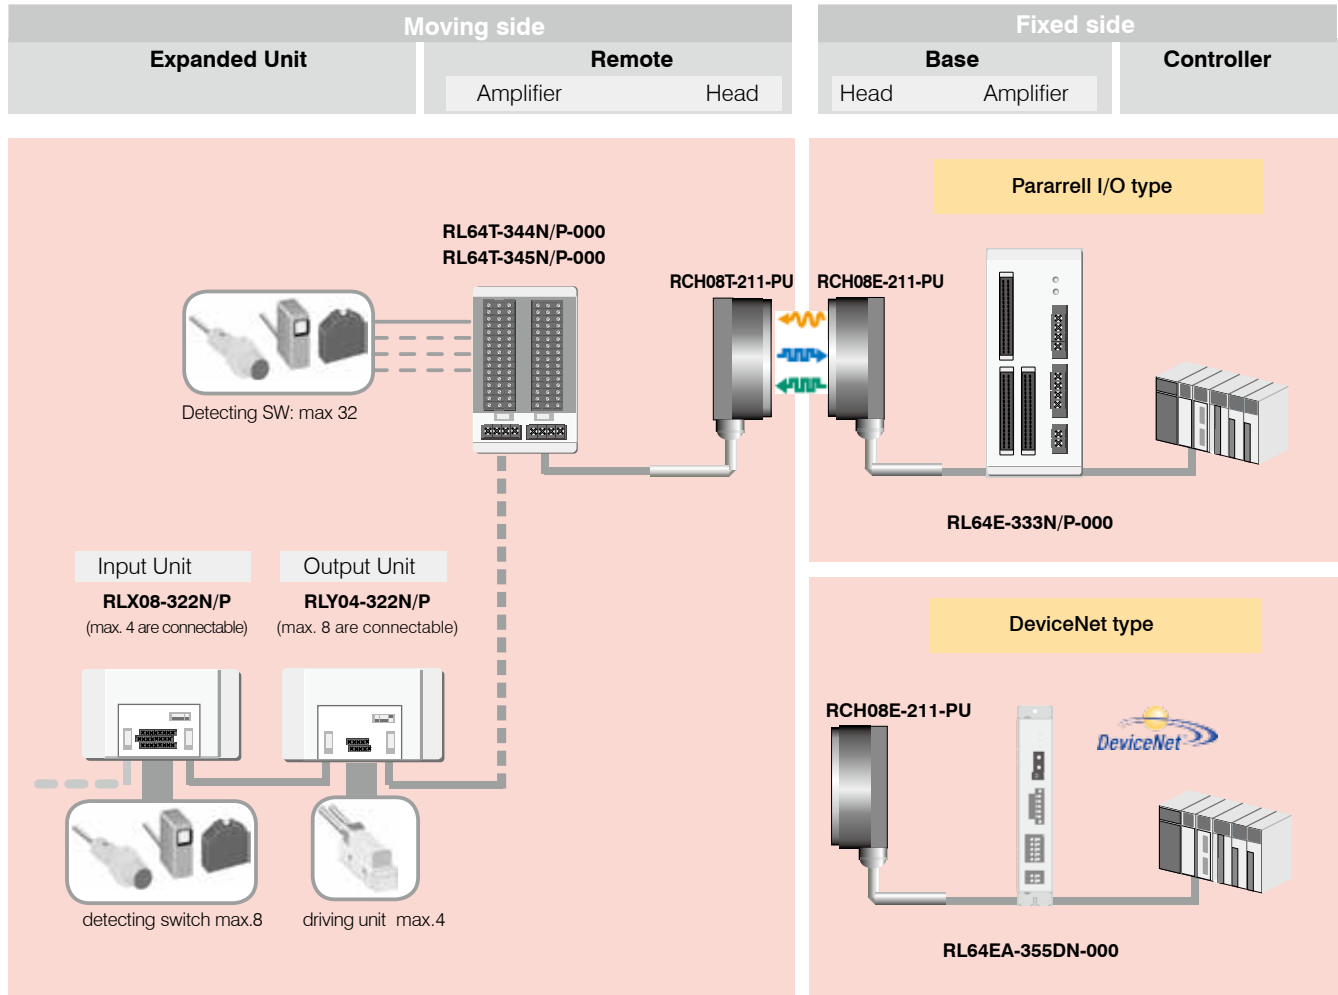 Moving side
Fixed side
Expanded Unit
Remote
Base
Controller
Amplifier
Head
Head
Amplifier
Pararrell I/O type
RL64T-344N/P-000
RL64T-345N/P-000
RCH08T-211-PU
RCH08E-211-PU
Detecting SW: max 32
RL64E-333N/P-000
Input Unit
Output Unit
RLX08-322N/P
RLY04-322N/P
(max. 4 are connectable)
(max. 8 are connectable)
DeviceNet type
RCH08E-211-PU
DeviceNet
detecting switch max.8
driving unit max.4
RL64EA-355DN-000